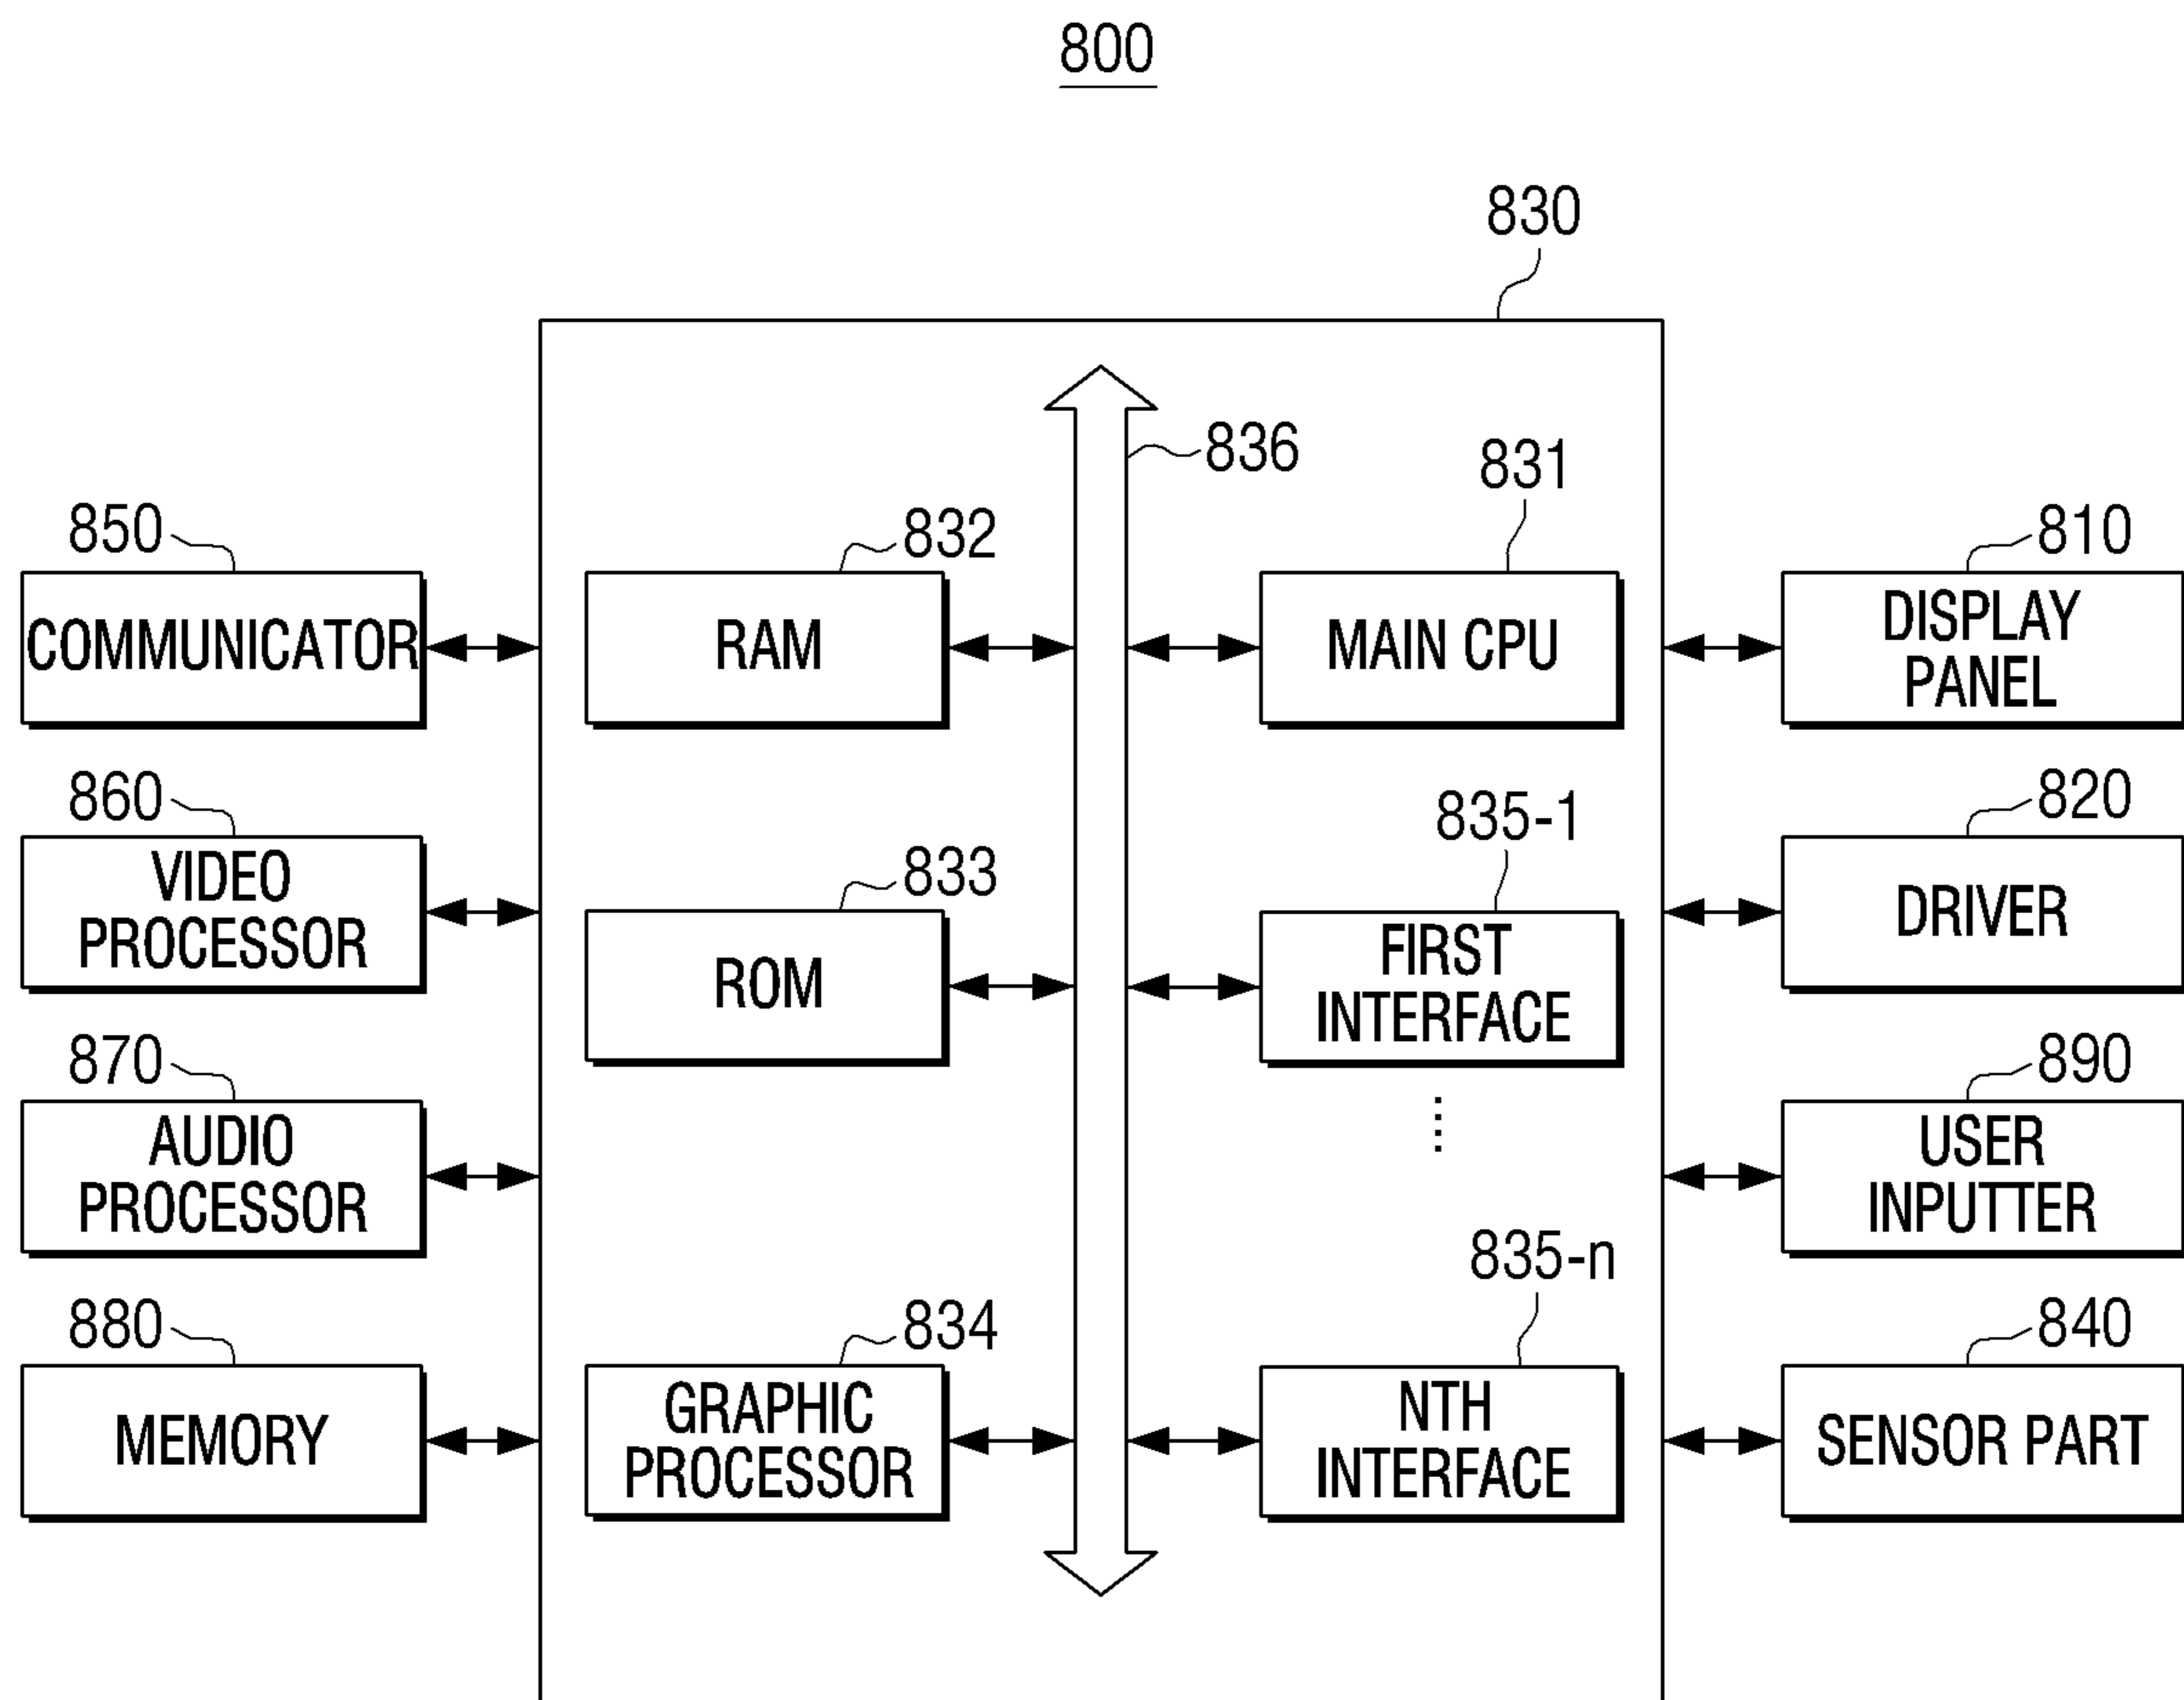 800
830
836
831
850
832
810
COMMUNICATOR
RAM
MAIN CPU
DISPLAY
PANEL
860
833
835-1
820
VIDEO
PROCESSOR
ROM
FIRST
INTERFACE
DRIVER
870
890
AUDIO
PROCESSOR
USER
INPUTTER
880
834
835-n
840
MEMORY
GRAPHIC
PROCESSOR
NTH
INTERFACE
SENSOR PART